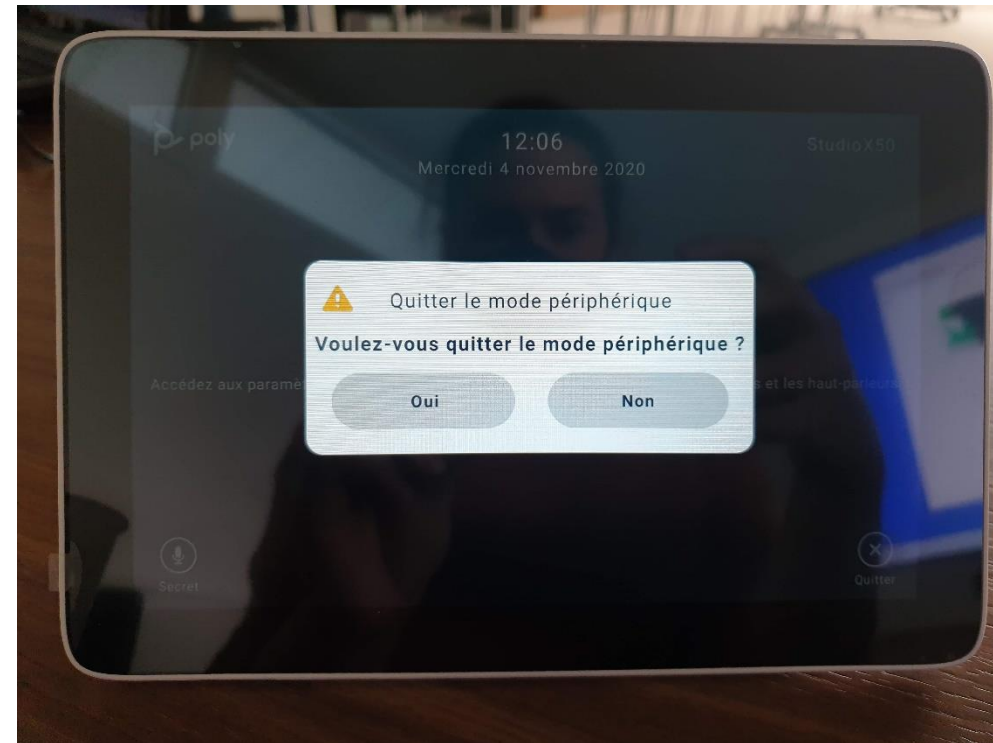 poly
12:06
StudioX50
Mercredi 4 novembre 2020
Quitter le mode périphérique
Voulez-vous quitter le mode périphérique ?
Accédez aux et les haut-parleurs
Oui
Non
Secret
Quitter